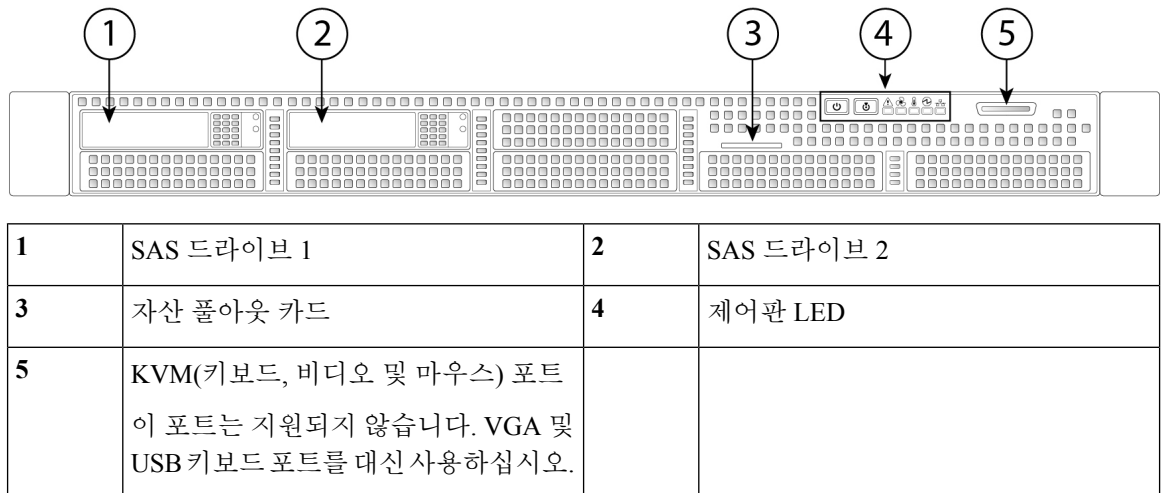 1 2 3 4 5
1 SAS 드라이브 1 2 SAS 드라이브 2
3 자산 풀아웃 카드 4 제어판 LED
5 KVM(키보드, 비디오 및 마우스) 포트
이 포트는 지원되지 않습니다. VGA 및
USB 키보드 포트를 대신 사용하십시오.